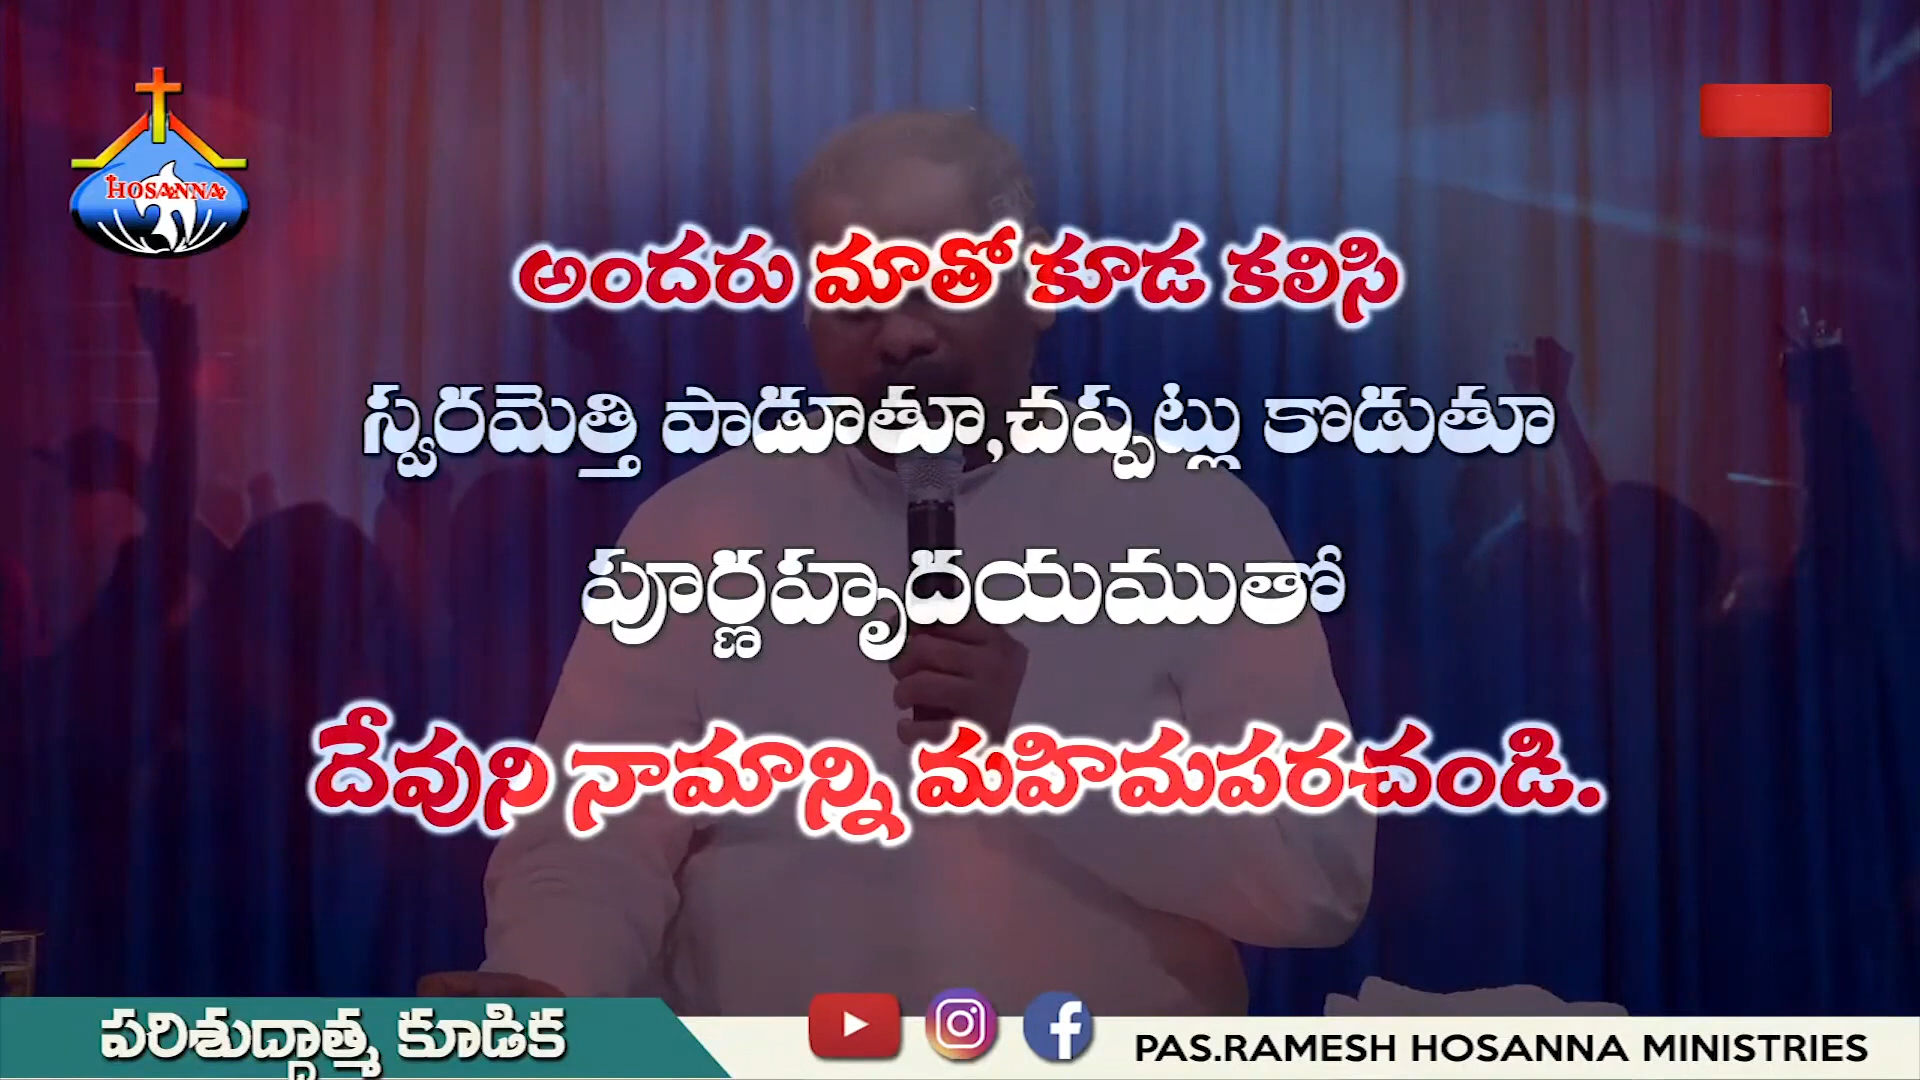 HOSANNA
అందరు మాతో కూడ కలిసి
స్వరమెత్తి పాడుతూ,చప్పట్లు కొడుతూ
పూర్ణహృదయముతో
దేవుని నామాన్ని మహిమపరచండి.
పరిశుద్ధాత్మ కూడిక
PAS.RAMESH HOSANNA MINISTRIES